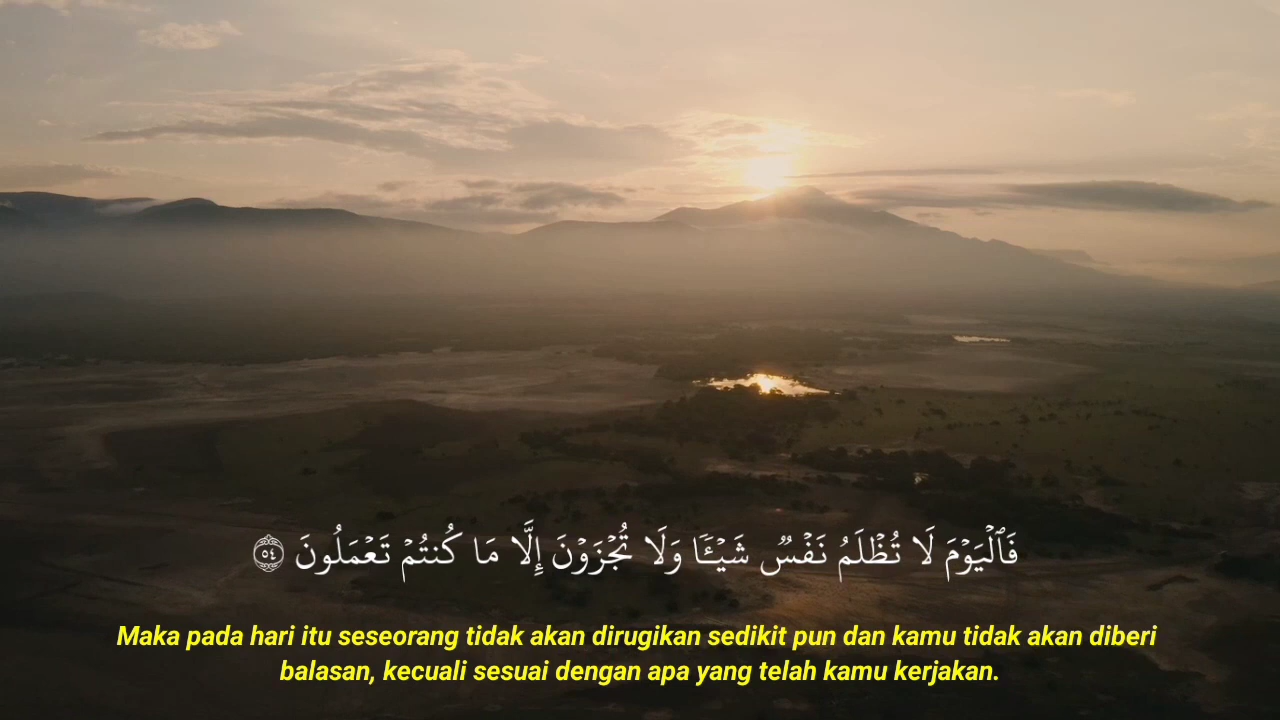 فَٱلۡيَوۡمَ لَا تُظۡلَمُ نَفۡسٞ شَيۡـٔٗا وَلَا تُجۡزَوۡنَ إِلَّا مَا كُنتُمۡ تَعۡمَلُونَ ٥٤
Maka pada hari itu seseorang tidak akan dirugikan sedikit pun dan kamu tidak akan diberi
balasan, kecuali sesuai dengan apa yang telah kamu kerjakan.